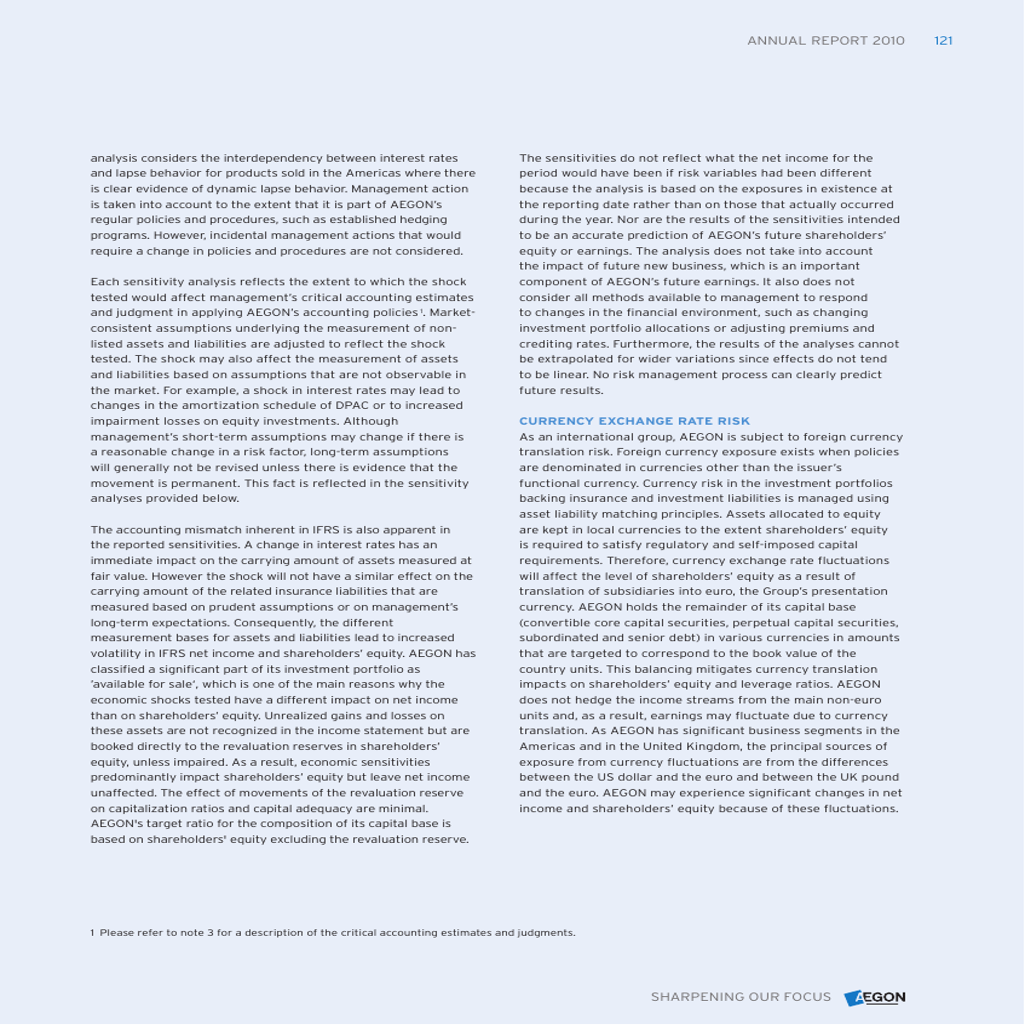 ANNUAL REPORT 2010 121
analysis considers the interdependency between interest rates
and lapse behavior for products sold in the Americas where there
is clear evidence of dynamic lapse behavior. Management action
is taken into account to the extent that it is part of AEGON's
regular policies and procedures, such as established hedging
programs. However, incidental management actions that would
require a change in policies and procedures are not considered.
Each sensitivity analysis reflects the extent to which the shock
tested would affect management's critical accounting estimates
and judgment in applying AEGON's accounting policies ¹. Market-
consistent assumptions underlying the measurement of non-
listed assets and liabilities are adjusted to reflect the shock
tested. The shock may also affect the measurement of assets
and liabilities based on assumptions that are not observable in
the market. For example, a shock in interest rates may lead to
changes in the amortization schedule of DPAC or to increased
impairment losses on equity investments. Although
management's short-term assumptions may change if there is
a reasonable change in a risk factor, long-term assumptions
will generally not be revised unless there is evidence that the
movement is permanent. This fact is reflected in the sensitivity
analyses provided below.
The accounting mismatch inherent in IFRS is also apparent in
the reported sensitivities. A change in interest rates has an
immediate impact on the carrying amount of assets measured at
fair value. However the shock will not have a similar effect on the
carrying amount of the related insurance liabilities that are
measured based on prudent assumptions or on management's
long-term expectations. Consequently, the different
measurement bases for assets and liabilities lead to increased
volatility in IFRS net income and shareholders' equity. AEGON has
classified a significant part of its investment portfolio as
'available for sale', which is one of the main reasons why the
economic shocks tested have a different impact on net income
than on shareholders' equity. Unrealized gains and losses on
these assets are not recognized in the income statement but are
booked directly to the revaluation reserves in shareholders'
equity, unless impaired. As a result, economic sensitivities
predominantly impact shareholders' equity but leave net income
unaffected. The effect of movements of the revaluation reserve
on capitalization ratios and capital adequacy are minimal.
AEGON's target ratio for the composition of its capital base is
based on shareholders' equity excluding the revaluation reserve.
The sensitivities do not reflect what the net income for the
period would have been if risk variables had been different
because the analysis is based on the exposures in existence at
the reporting date rather than on those that actually occurred
during the year. Nor are the results of the sensitivities intended
to be an accurate prediction of AEGON's future shareholders'
equity or earnings. The analysis does not take into account
the impact of future new business, which is an important
component of AEGON's future earnings. It also does not
consider all methods available to management to respond
to changes in the financial environment, such as changing
investment portfolio allocations or adjusting premiums and
crediting rates. Furthermore, the results of the analyses cannot
be extrapolated for wider variations since effects do not tend
to be linear. No risk management process can clearly predict
future results.
CURRENCY EXCHANGE RATE RISK
As an international group, AEGON is subject to foreign currency
translation risk. Foreign currency exposure exists when policies
are denominated in currencies other than the issuer's
functional currency. Currency risk in the investment portfolios
backing insurance and investment liabilities is managed using
asset liability matching principles. Assets allocated to equity
are kept in local currencies to the extent shareholders' equity
is required to satisfy regulatory and self-imposed capital
requirements. Therefore, currency exchange rate fluctuations
will affect the level of shareholders' equity as a result of
translation of subsidiaries into euro, the Group's presentation
currency. AEGON holds the remainder of its capital base
(convertible core capital securities, perpetual capital securities,
subordinated and senior debt) in various currencies in amounts
that are targeted to correspond to the book value of the
country units. This balancing mitigates currency translation
impacts on shareholders' equity and leverage ratios. AEGON
does not hedge the income streams from the main non-euro
units and, as a result, earnings may fluctuate due to currency
translation. As AEGON has significant business segments in the
Americas and in the United Kingdom, the principal sources of
exposure from currency fluctuations are from the differences
between the US dollar and the euro and between the UK pound
and the euro. AEGON may experience significant changes in net
income and shareholders' equity because of these fluctuations.
1 Please refer to note 3 for a description of the critical accounting estimates and judgments.
SHARPENING OUR FOCUS AEGON